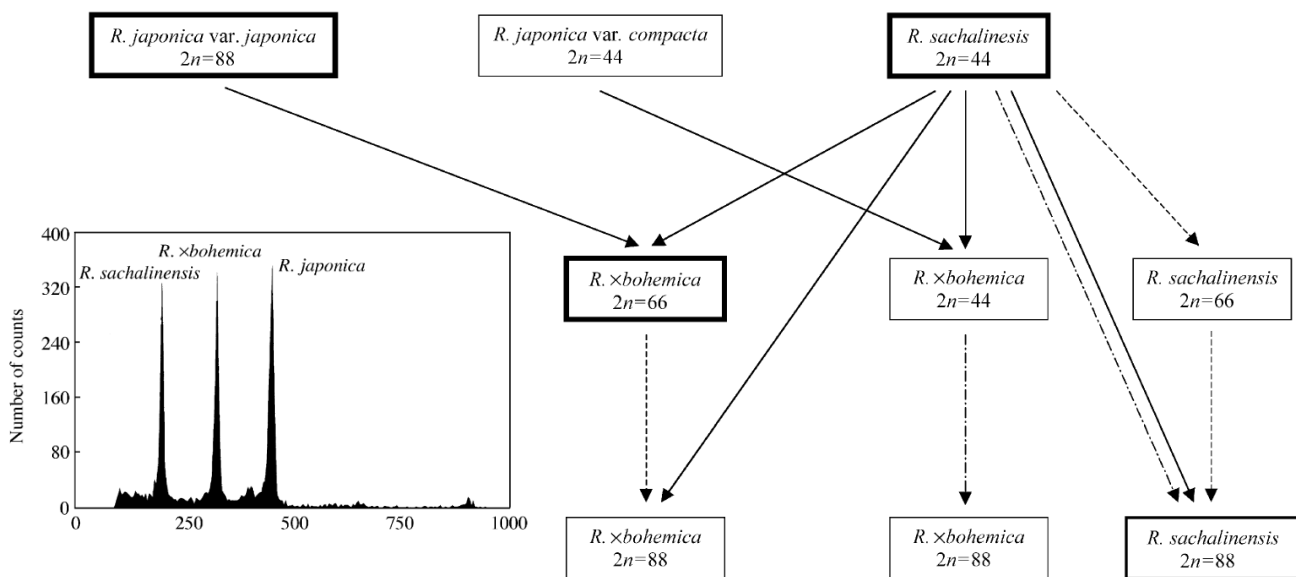 R. japonica var. japonica
2n=88
R. japonica var. compacta
2n=44
R. sachalinesis
2n=44
R. ×bohemica
2n=66
R. ×bohemica
2n=44
R. sachalinensis
2n=66
R. ×bohemica
2n=88
R. ×bohemica
2n=88
R. sachalinensis
2n=88
Number of counts
400
320
240
160
80
0
R. sachalinensis
R. ×bohemica
R. japonica
0
250
500
750
1000